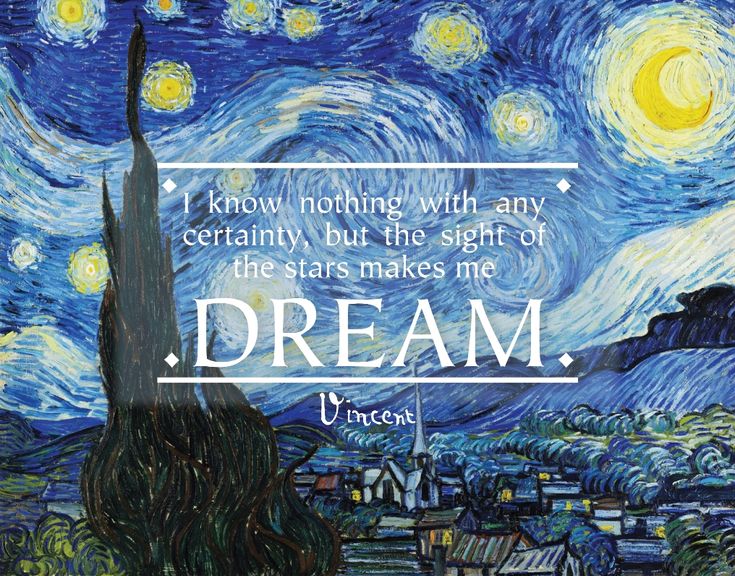 I know nothing with any
certainty, but the sight of
the stars makes me
DREAM
Vincent